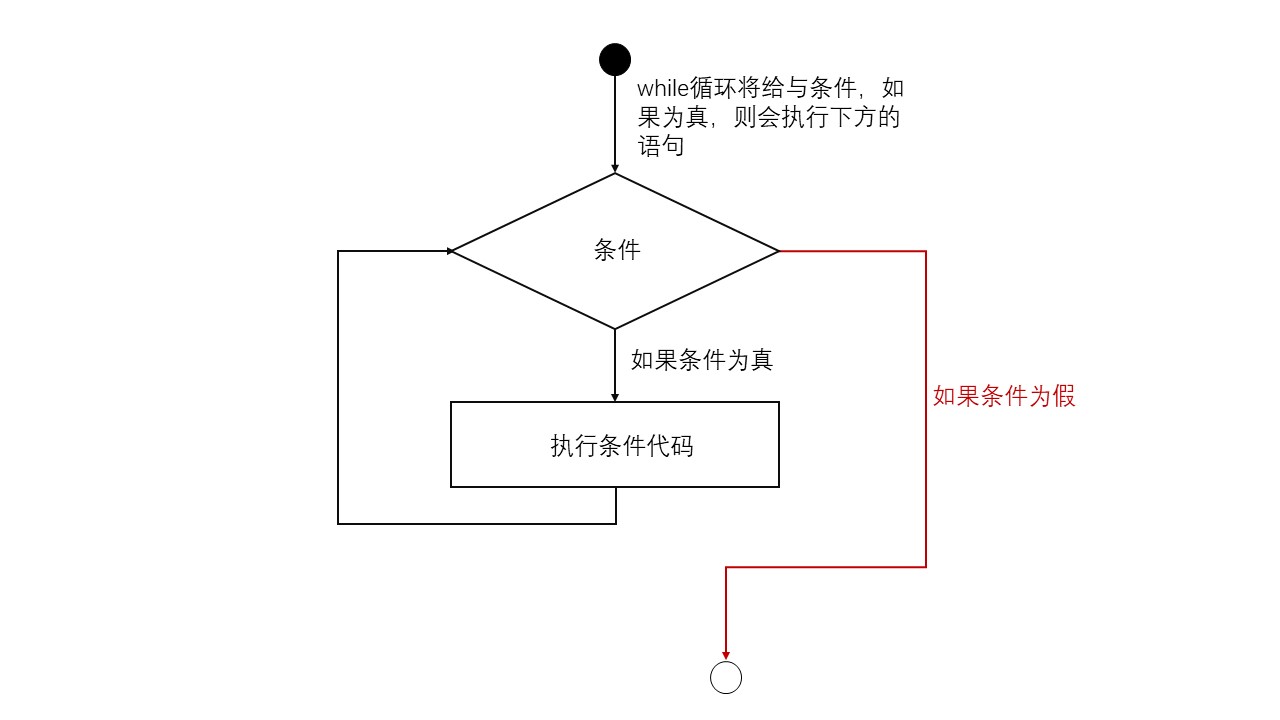 while循环将给与条件，如
果为真，则会执行下方的
语句
条件
如果条件为真
如果条件为假
执行条件代码